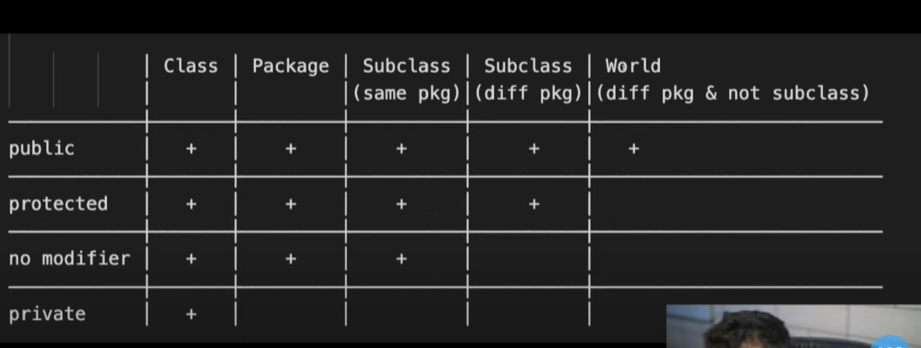 Class | Package | Subclass | Subclass | World
(same pkg)|(diff pkg)|(diff pkg & not subclass)
public | + | + | + | + | +
protected | + | + | + | + |
no modifier | + | + | + | |
private | + | | | |